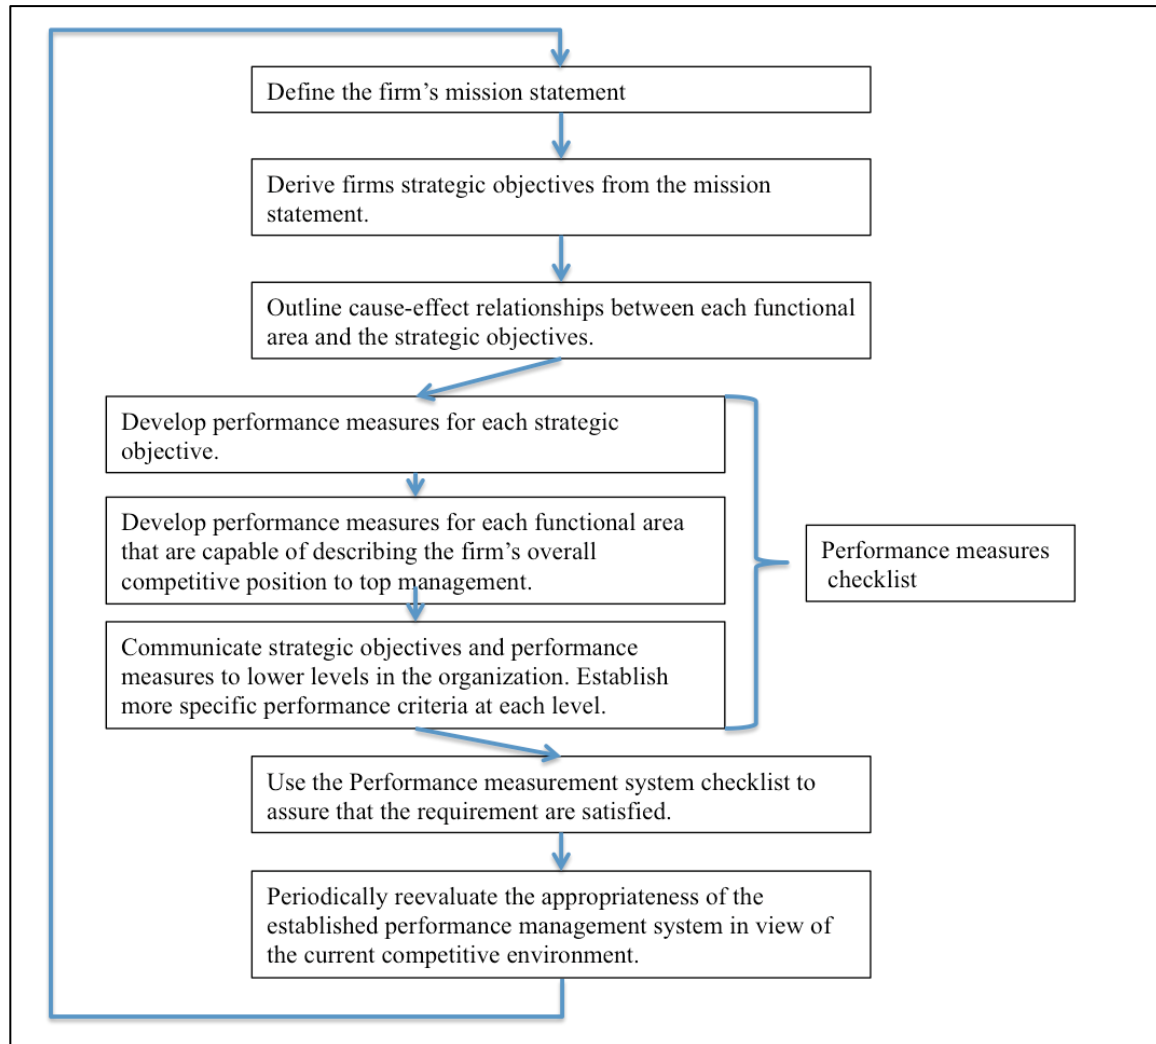 Define the firm’s mission statement
Derive firms strategic objectives from the mission
statement.
Outline cause-effect relationships between each functional
area and the strategic objectives.
Develop performance measures for each strategic
objective.
Develop performance measures for each functional area
that are capable of describing the firm’s overall
competitive position to top management.
Performance measures
checklist
Communicate strategic objectives and performance
measures to lower levels in the organization. Establish
more specific performance criteria at each level.
Use the Performance measurement system checklist to
assure that the requirement are satisfied.
Periodically reevaluate the appropriateness of the
established performance management system in view of
the current competitive environment.